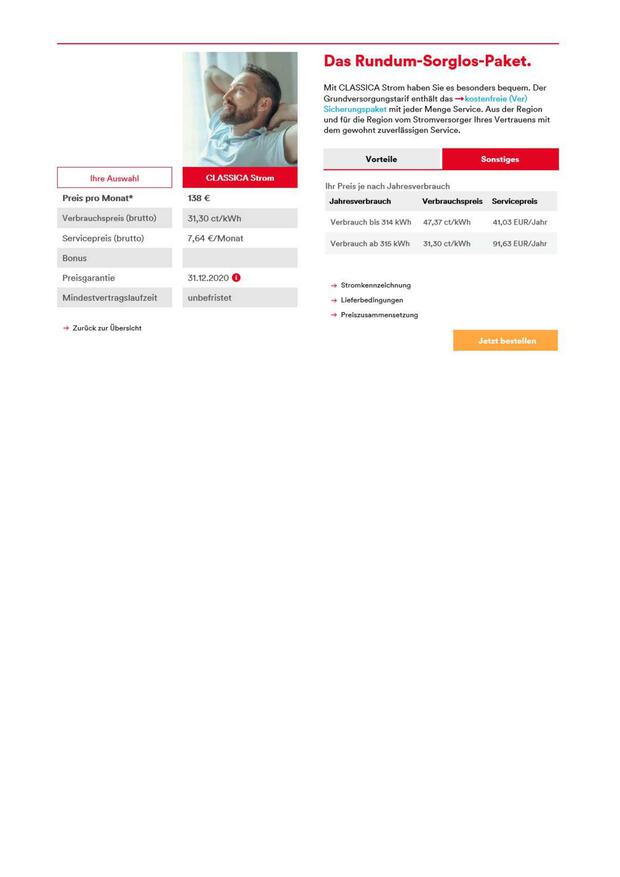 Das Rundum-Sorglos-Paket.
Mit CLASSICA Strom haben Sie es besonders bequem. Der
Grundversorgungstarif enthält das → kostenfreie (Ver)
Sicherungspaket mit jeder Menge Service. Aus der Region
und für die Region vom Stromversorger Ihres Vertrauens mit
dem gewohnt zuverlässigen Service.
Vorteile Sonstiges
Ihr Preis je nach Jahresverbrauch
Jahresverbrauch Verbrauchspreis Servicepreis
Verbrauch bis 314 kWh 47,37 ct/kWh 41,03 EUR/Jahr
Verbrauch ab 315 kWh 31,30 ct/kWh 91,63 EUR/Jahr
→ Stromkennzeichnung
→ Lieferbedingungen
→ Preiszusammensetzung
Jetzt bestellen
Ihre Auswahl CLASSICA Strom
Preis pro Monat* 138 €
Verbrauchspreis (brutto) 31,30 ct/kWh
Servicepreis (brutto) 7,64 €/Monat
Bonus
Preisgarantie 31.12.2020 i
Mindestvertragslaufzeit unbefristet
→ Zurück zur Übersicht